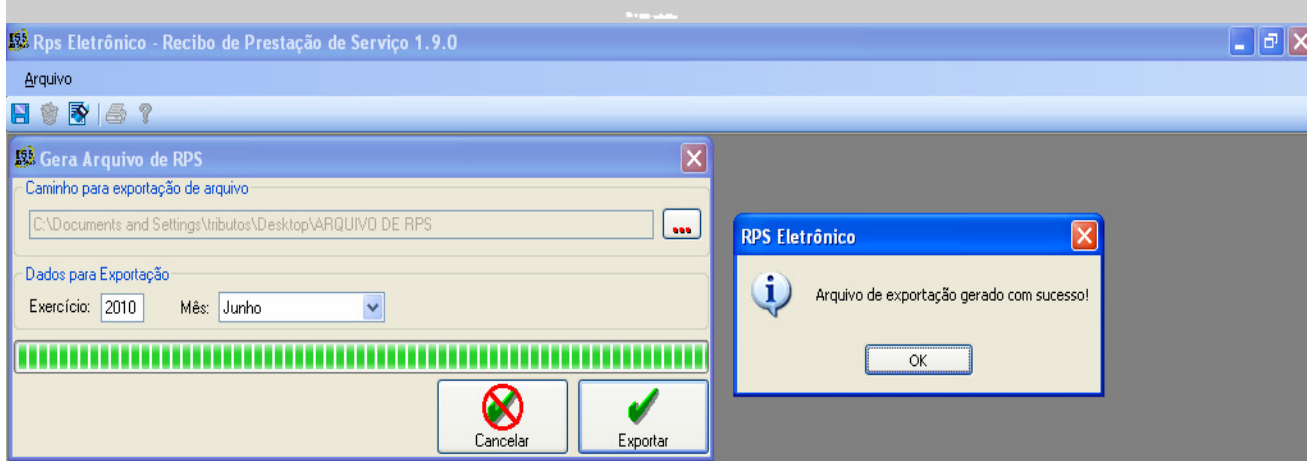 Rps Eletrônico - Recibo de Prestação de Serviço 1.9.0
Arquivo
Gera Arquivo de RPS
Caminho para exportação de arquivo
C:\Documents and Settings\tributos\Desktop\ARQUIVO DE RPS
...
Dados para Exportação
Exercício: 2010 Mês: Junho
Cancelar Exportar
RPS Eletrônico
Arquivo de exportação gerado com sucesso!
OK